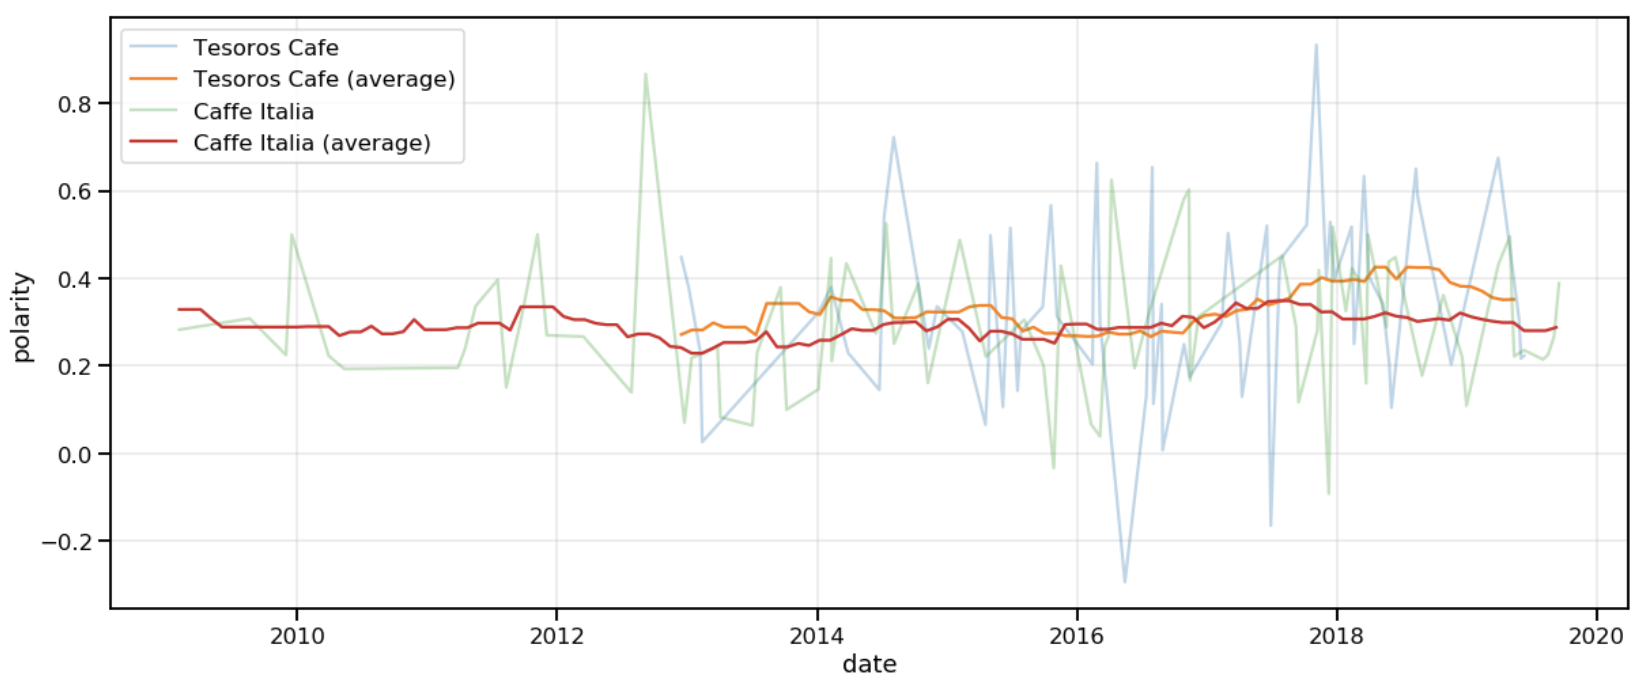 Tesoros Cafe
Tesoros Cafe (average)
Caffe Italia
Caffe Italia (average)
polarity
0.8
0.6
0.4
0.2
0.0
−0.2
2010 2012 2014 2016 2018 2020
date